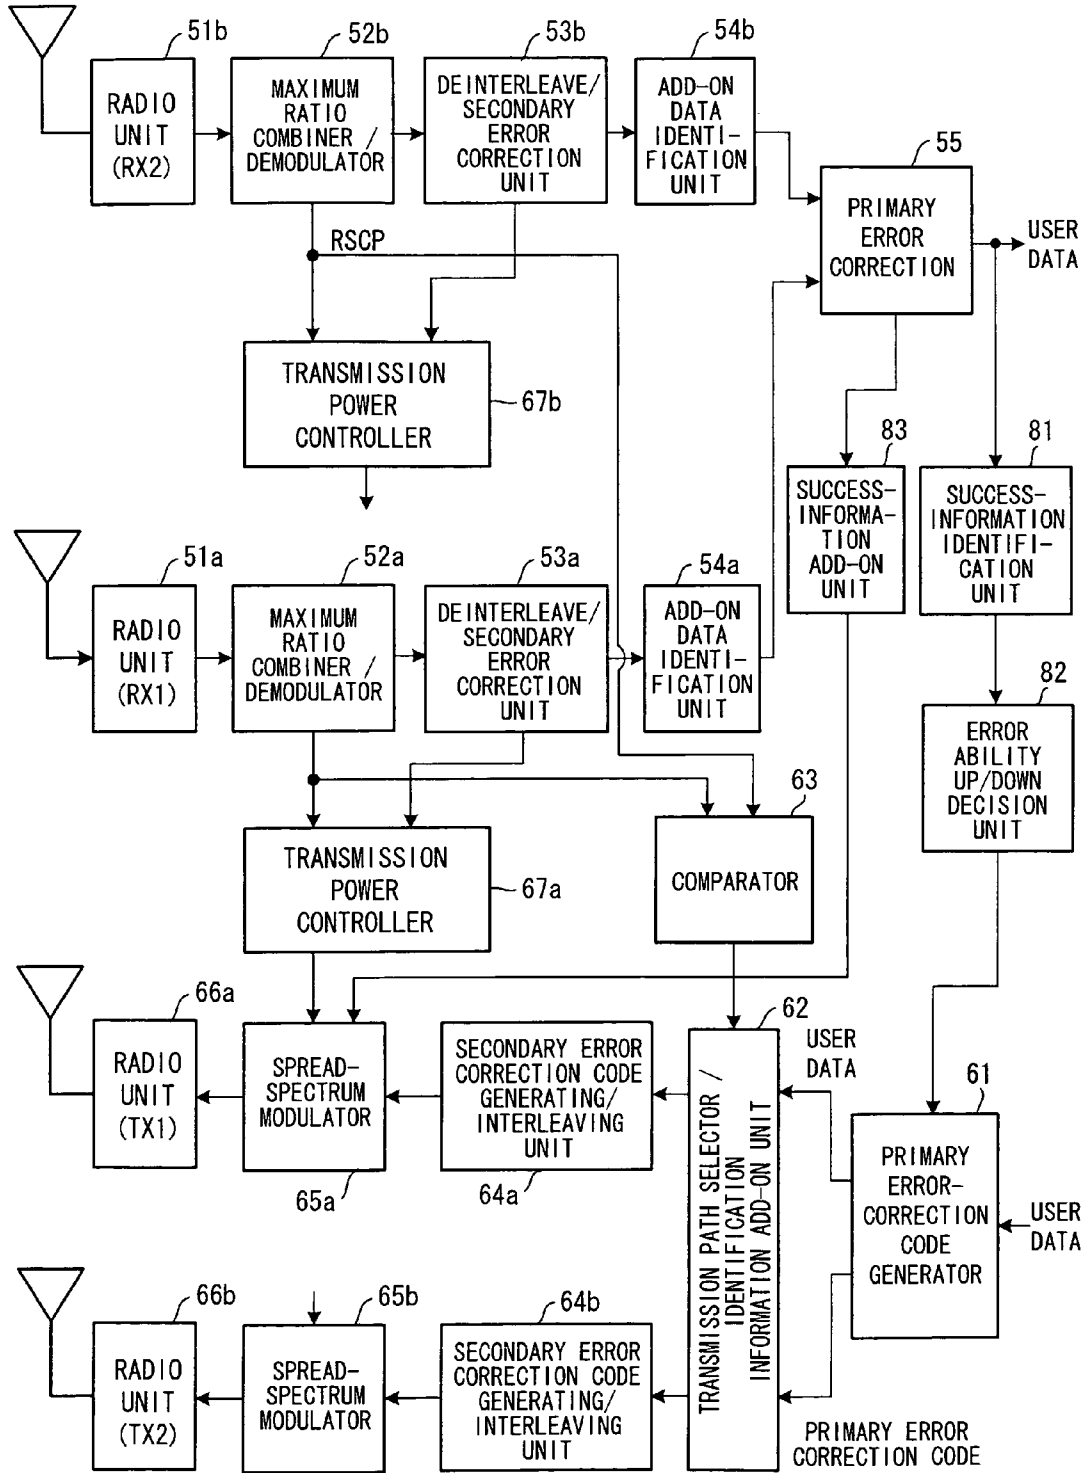 51b
52b
53b
54b
RADIO
UNIT
(RX2)
MAXIMUM
RATIO
COMBINER /
DEMODULATOR
DEINTERLEAVE/
SECONDARY
ERROR
CORRECTION
UNIT
ADD-ON
DATA
IDENTI-
FICATION
UNIT
55
PRIMARY
ERROR
CORRECTION
USER
DATA
RSCP
TRANSMISSION
POWER
CONTROLLER
67b
83
81
SUCCESS-
INFORMA-
TION
ADD-ON
UNIT
SUCCESS-
INFORMATION
IDENTIFI-
CATION
UNIT
51a
52a
53a
54a
RADIO
UNIT
(RX1)
MAXIMUM
RATIO
COMBINER /
DEMODULATOR
DEINTERLEAVE/
SECONDARY
ERROR
CORRECTION
UNIT
ADD-ON
DATA
IDENTI-
FICATION
UNIT
82
ERROR
ABILITY
UP/DOWN
DECISION
UNIT
63
TRANSMISSION
POWER
CONTROLLER
67a
COMPARATOR
66a
62
RADIO
UNIT
(TX1)
SPREAD-
SPECTRUM
MODULATOR
65a
SECONDARY ERROR
CORRECTION CODE
GENERATING/
INTERLEAVING
UNIT
64a
TRANSMISSION PATH SELECTOR /
IDENTIFICATION
INFORMATION ADD-ON UNIT
USER
DATA
61
PRIMARY
ERROR-
CORRECTION
CODE
GENERATOR
USER
DATA
66b
65b
64b
RADIO
UNIT
(TX2)
SPREAD-
SPECTRUM
MODULATOR
SECONDARY ERROR
CORRECTION CODE
GENERATING/
INTERLEAVING
UNIT
PRIMARY ERROR
CORRECTION CODE